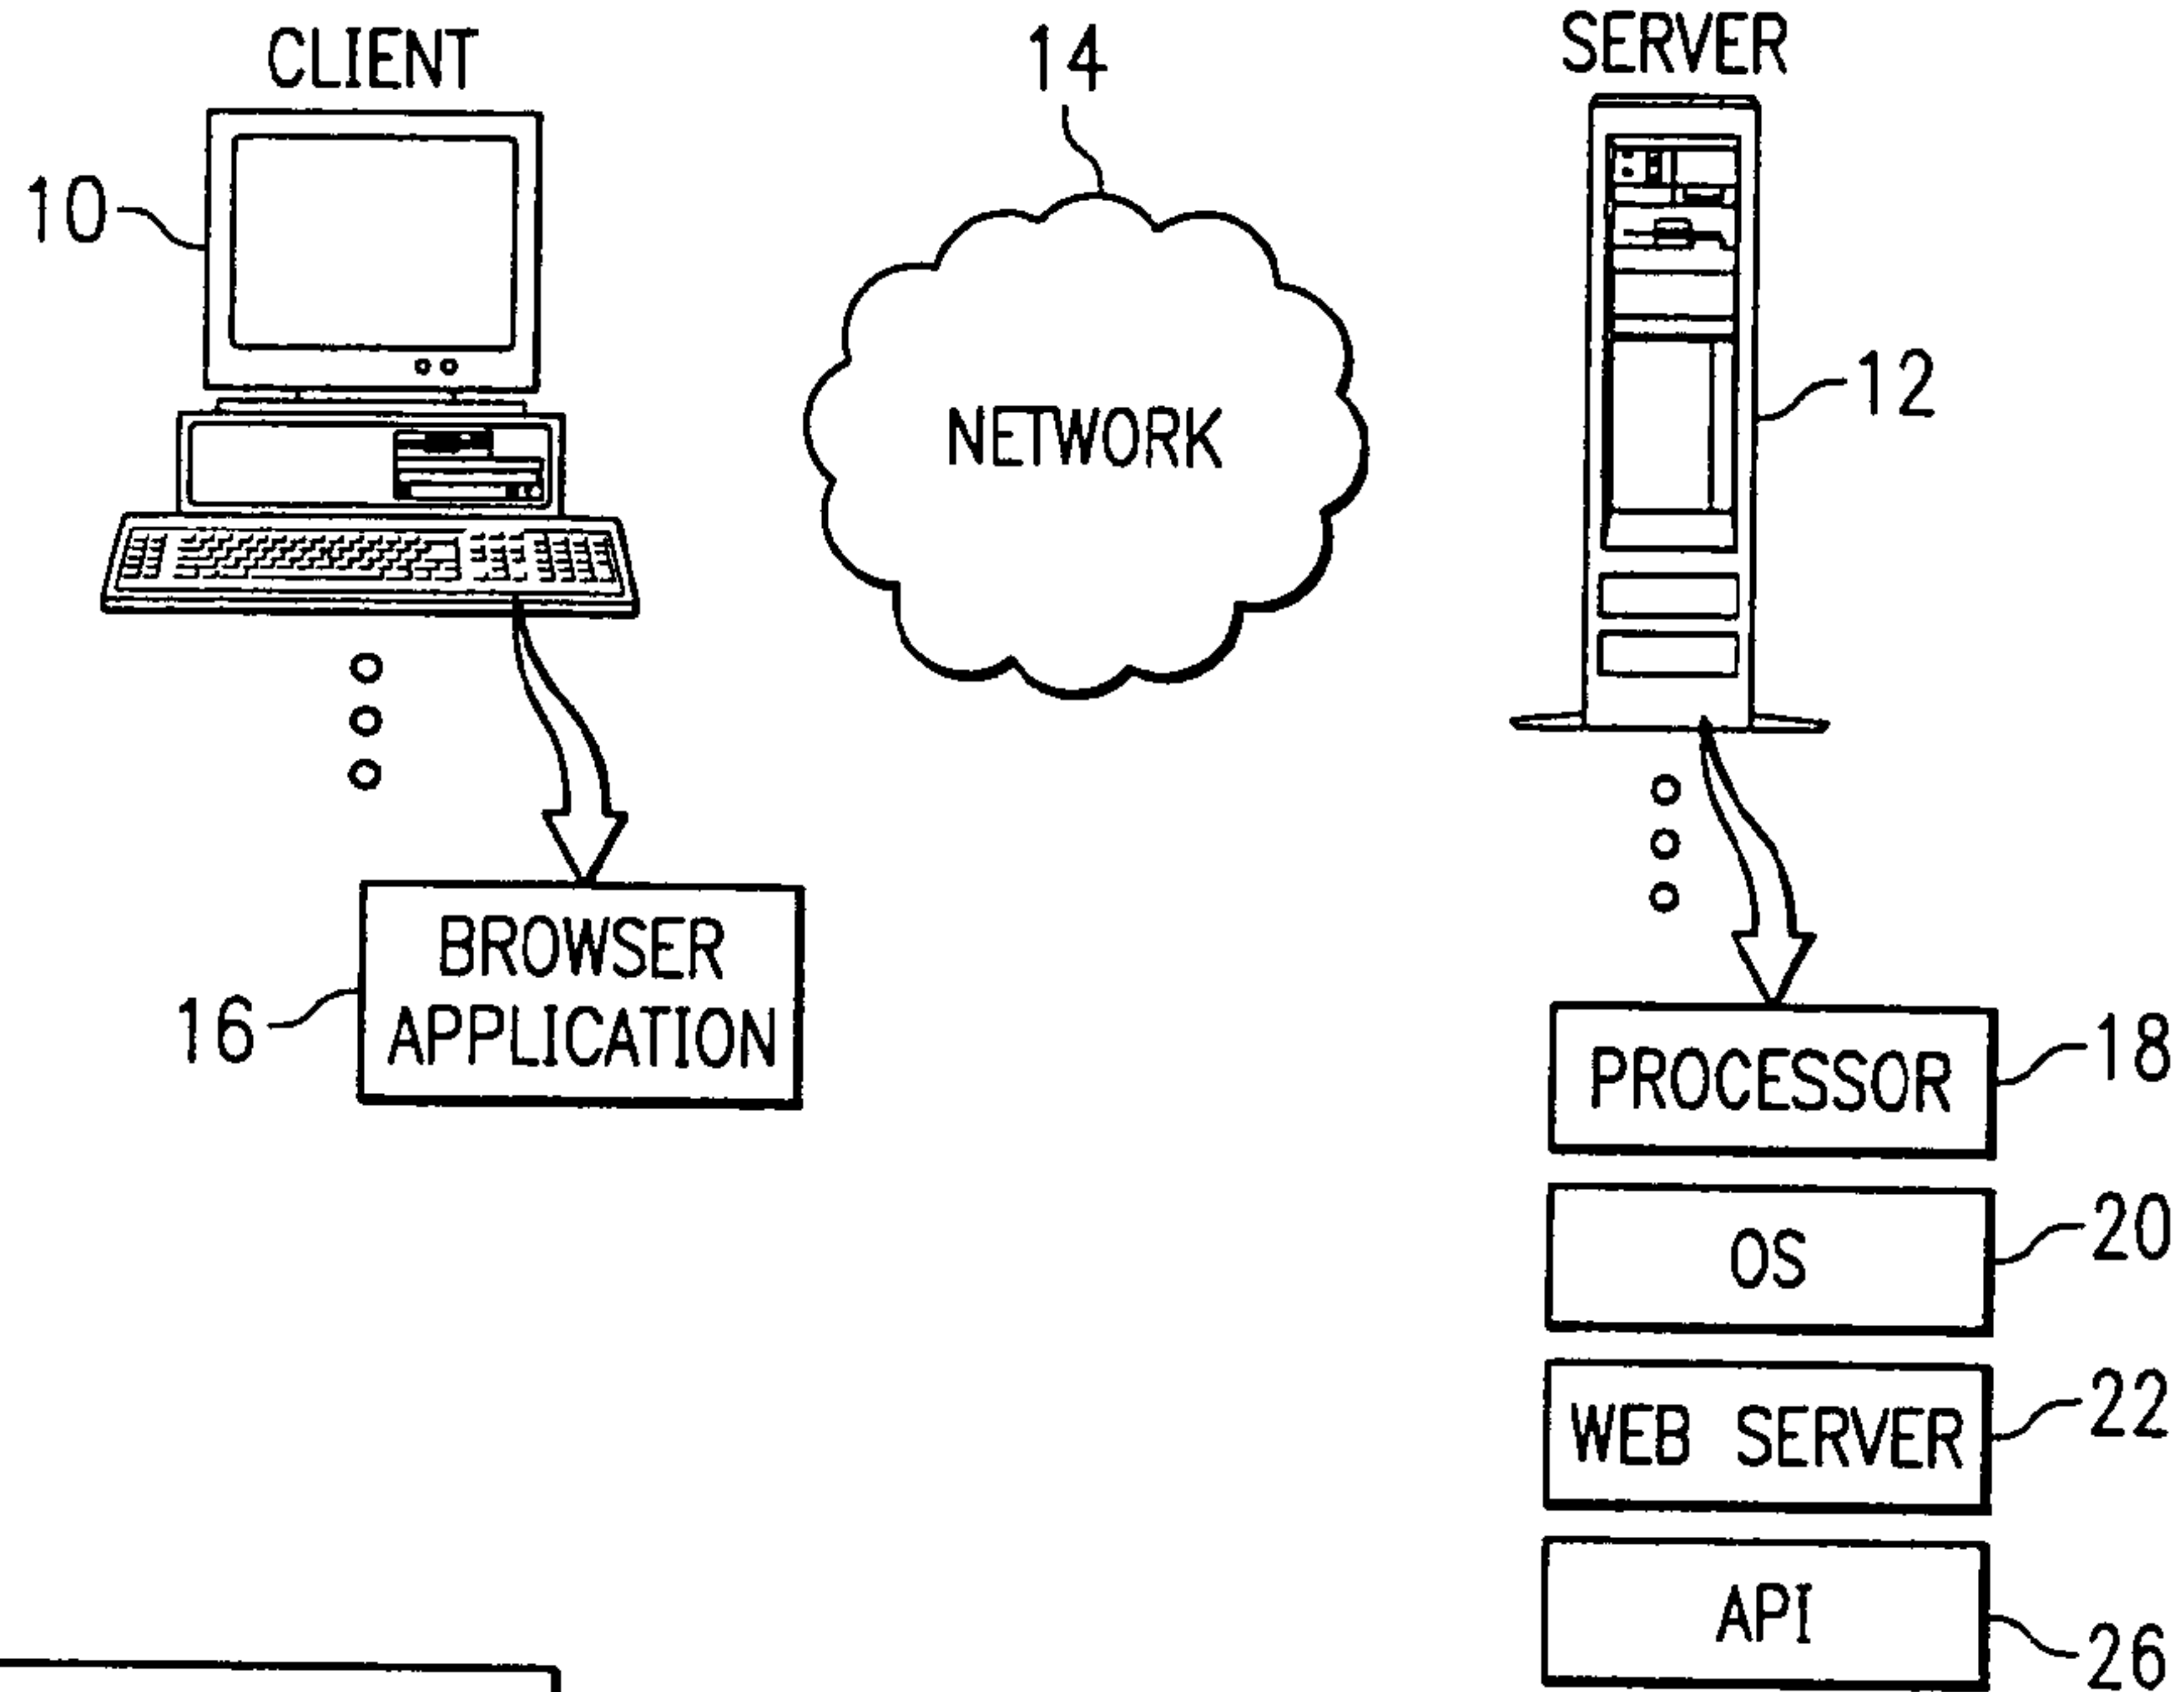 CLIENT
14
SERVER
10
12
NETWORK
BROWSER
APPLICATION
16
PROCESSOR
18
OS
20
WEB SERVER
22
API
26